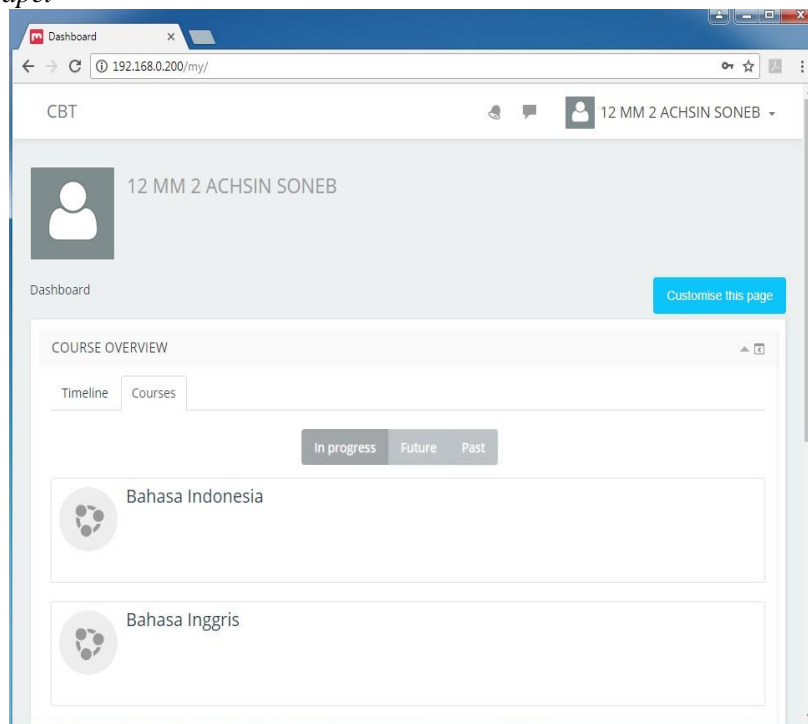 Dashboard
192.168.0.200/my/
CBT
12 MM 2 ACHSIN SONEB
12 MM 2 ACHSIN SONEB
Dashboard
Customise this page
COURSE OVERVIEW
Timeline Courses
In progress Future Past
Bahasa Indonesia
Bahasa Inggris